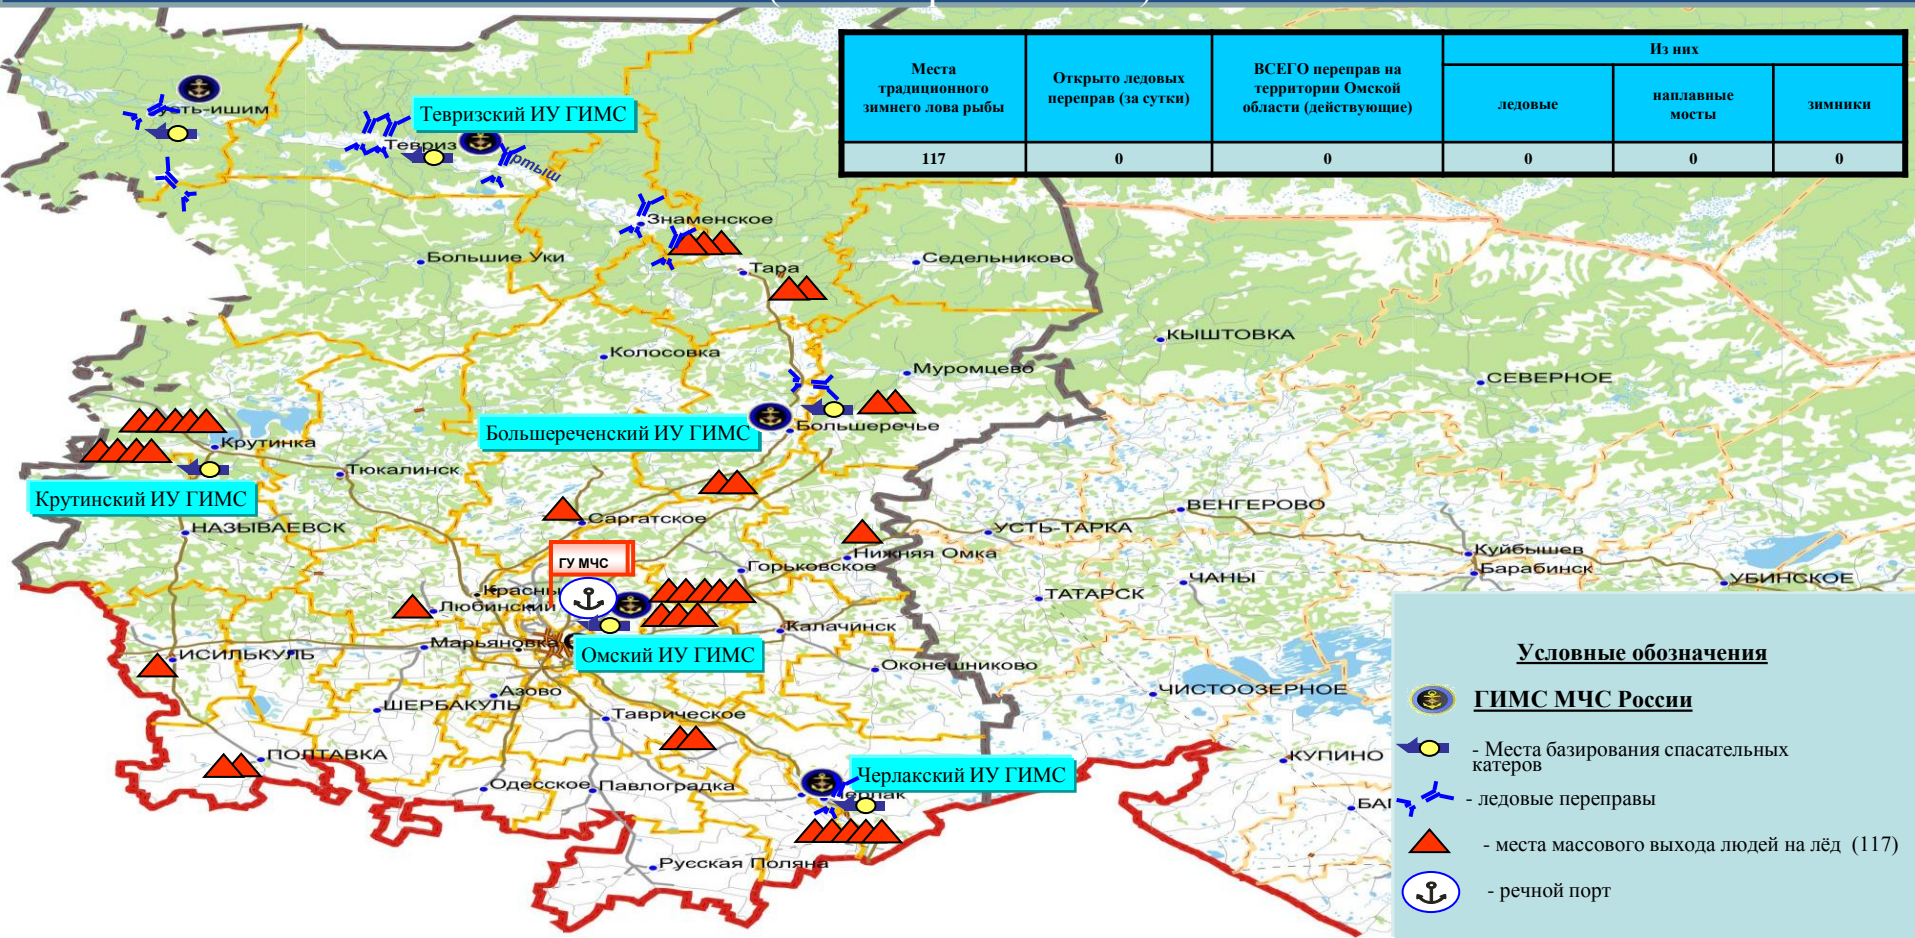 Места
традиционного
зимнего лова рыбы
Открыто ледовых
переправ (за сутки)
ВСЕГО переправ на
территории Омской
области (действующие)
Из них
ледовые
наплавные
мосты
зимники
117
0
0
0
0
0
Тевризский ИУ ГИМС
Тевриз
Знаменское
Большие Уки
Тара
Седельниково
Колосовка
Муромцево
КЫШТОВКА
СЕВЕРНОЕ
Большереченский ИУ ГИМС
Большеречье
Крутинка
Тюкалинск
Крутинский ИУ ГИМС
НАЗЫВАЕВСК
Саргатское
ВЕНГЕРОВО
УСТЬ-ТАРКА
Нижняя Омка
Куйбышев
Барабинск
ГУ МЧС
Горьковское
ЧАНЫ
УБИНСКОЕ
ТАТАРСК
Любинский
Калачинск
Марьяновка
ИСИЛЬКУЛЬ
Омский ИУ ГИМС
Оконешниково
Азово
ЧИСТООЗЕРНОЕ
ШЕРБАКУЛЬ
Таврическое
ПОЛТАВКА
КУПИНО
Одесское
Павлоградка
Черлакский ИУ ГИМС
Русская Поляна
Условные обозначения
ГИМС МЧС России
- Места базирования спасательных
катеров
- ледовые переправы
- места массового выхода людей на лёд (117)
- речной порт